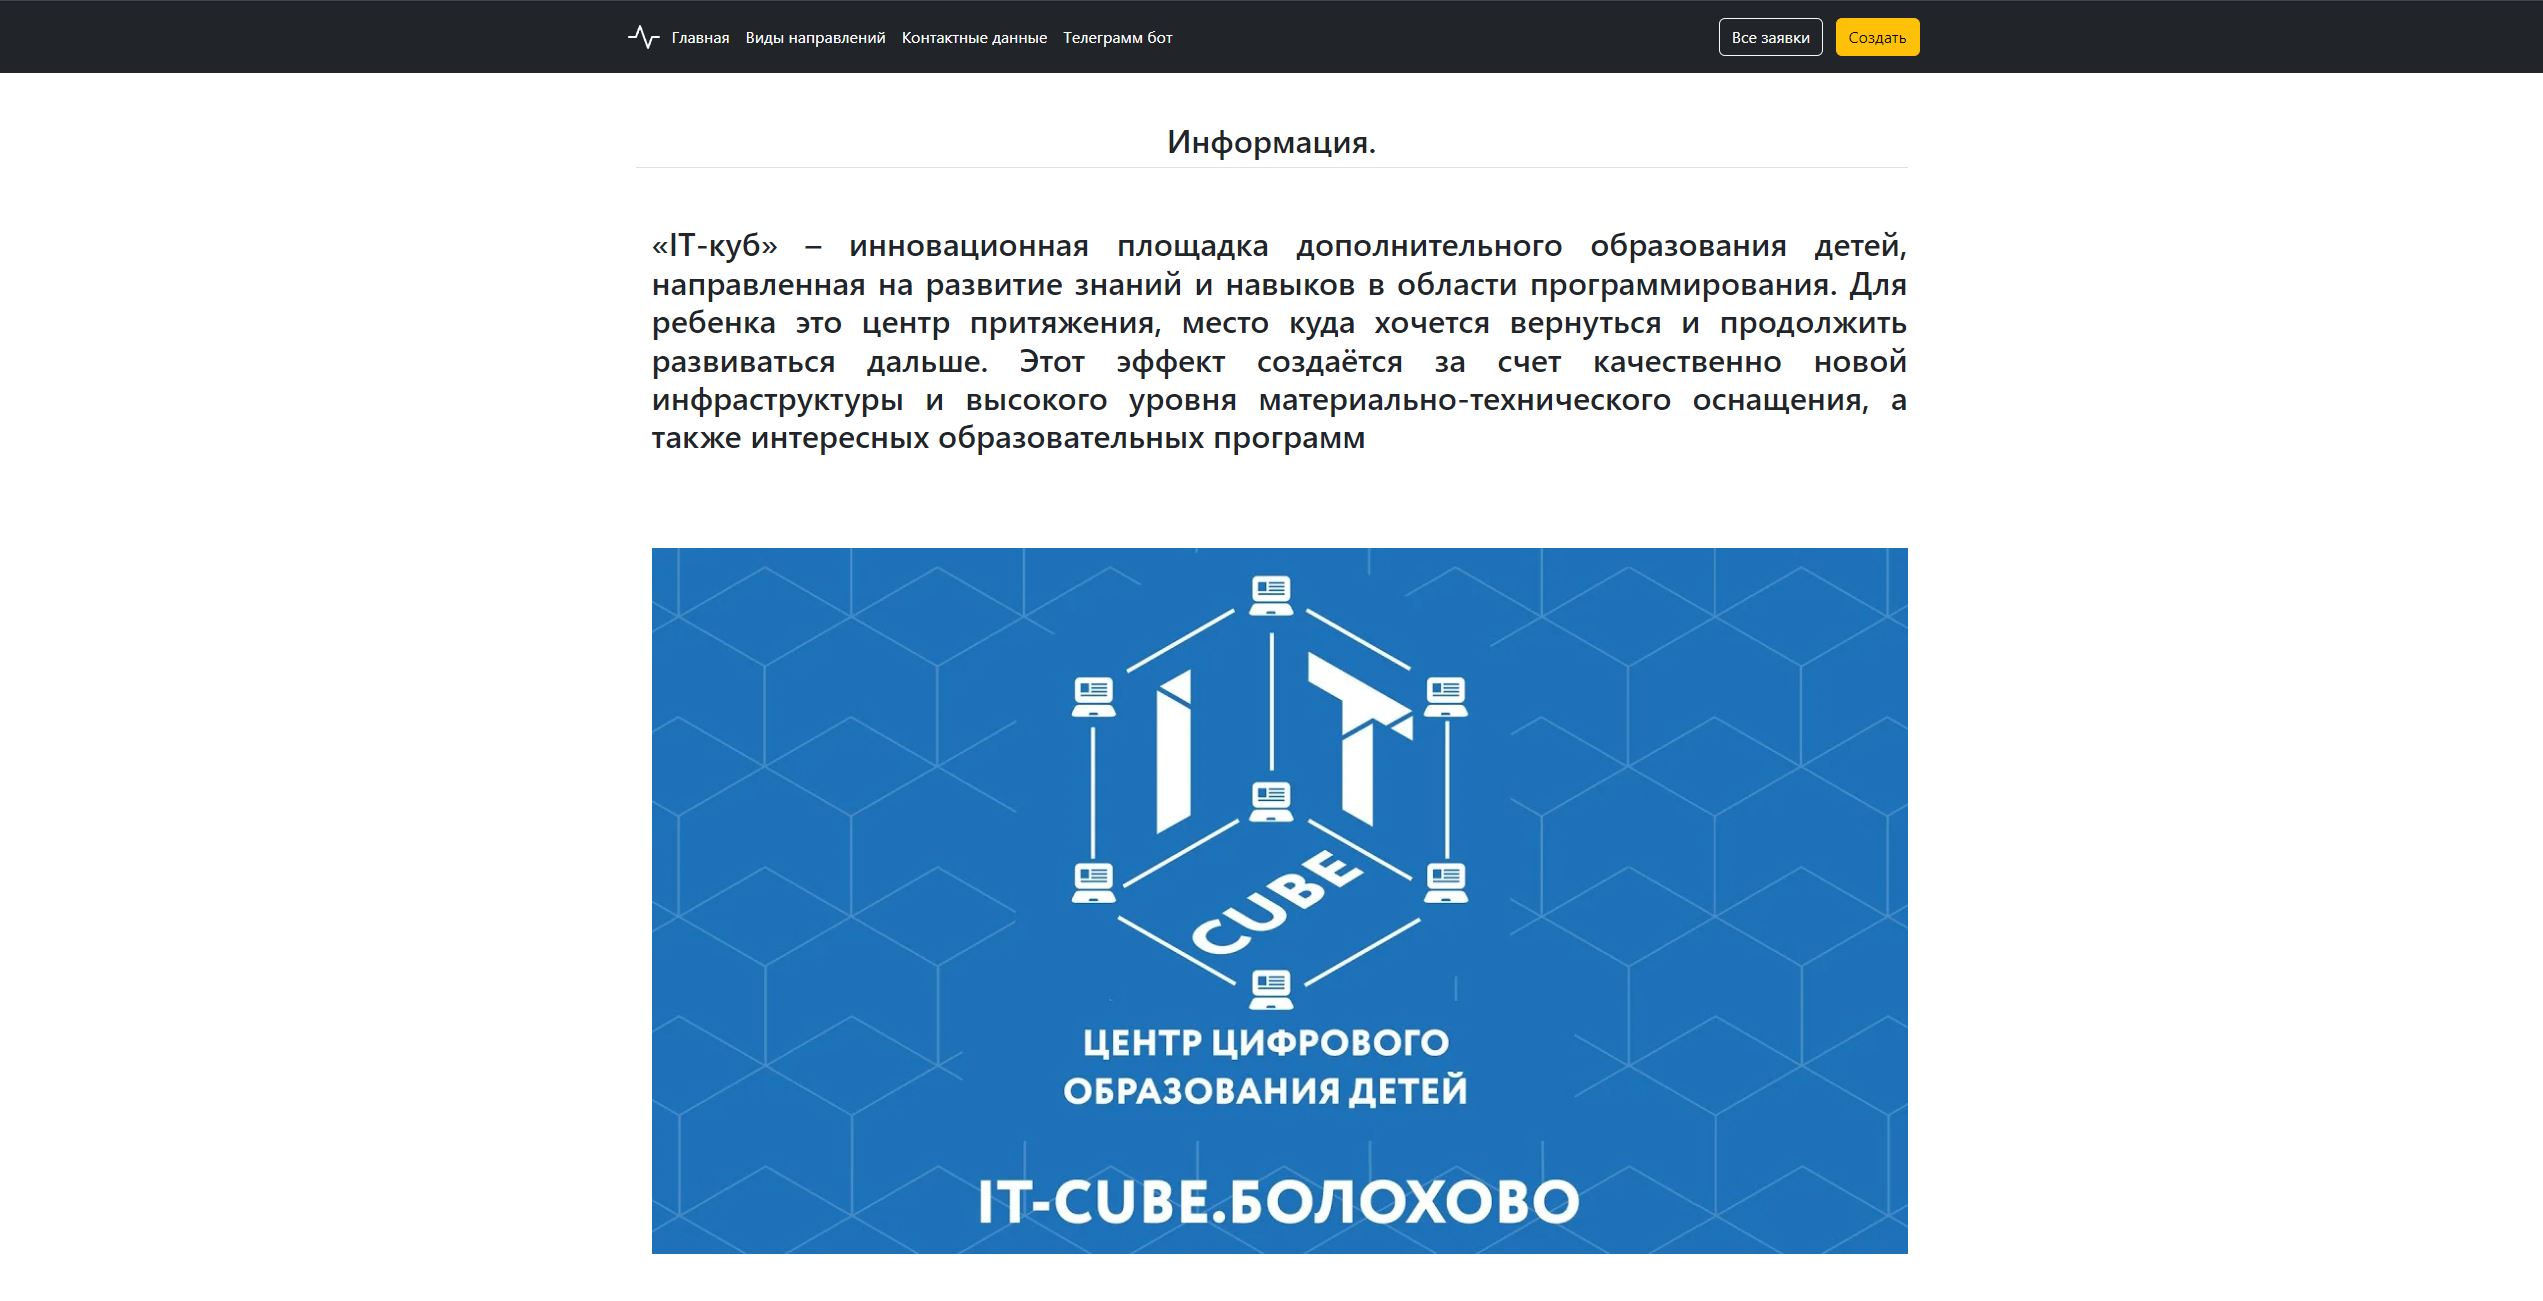 Главная Виды направлений Контактные данные Телеграмм бот Все заявки Создать
Информация.
«IT-куб» – инновационная площадка дополнительного образования детей,
направленная на развитие знаний и навыков в области программирования. Для
ребенка это центр притяжения, место куда хочется вернуться и продолжить
развиваться дальше. Этот эффект создаётся за счет качественно новой
инфраструктуры и высокого уровня материально-технического оснащения, а
также интересных образовательных программ
IT
CUBE
ЦЕНТР ЦИФРОВОГО
ОБРАЗОВАНИЯ ДЕТЕЙ
IT-CUBE.БОЛОХОВО